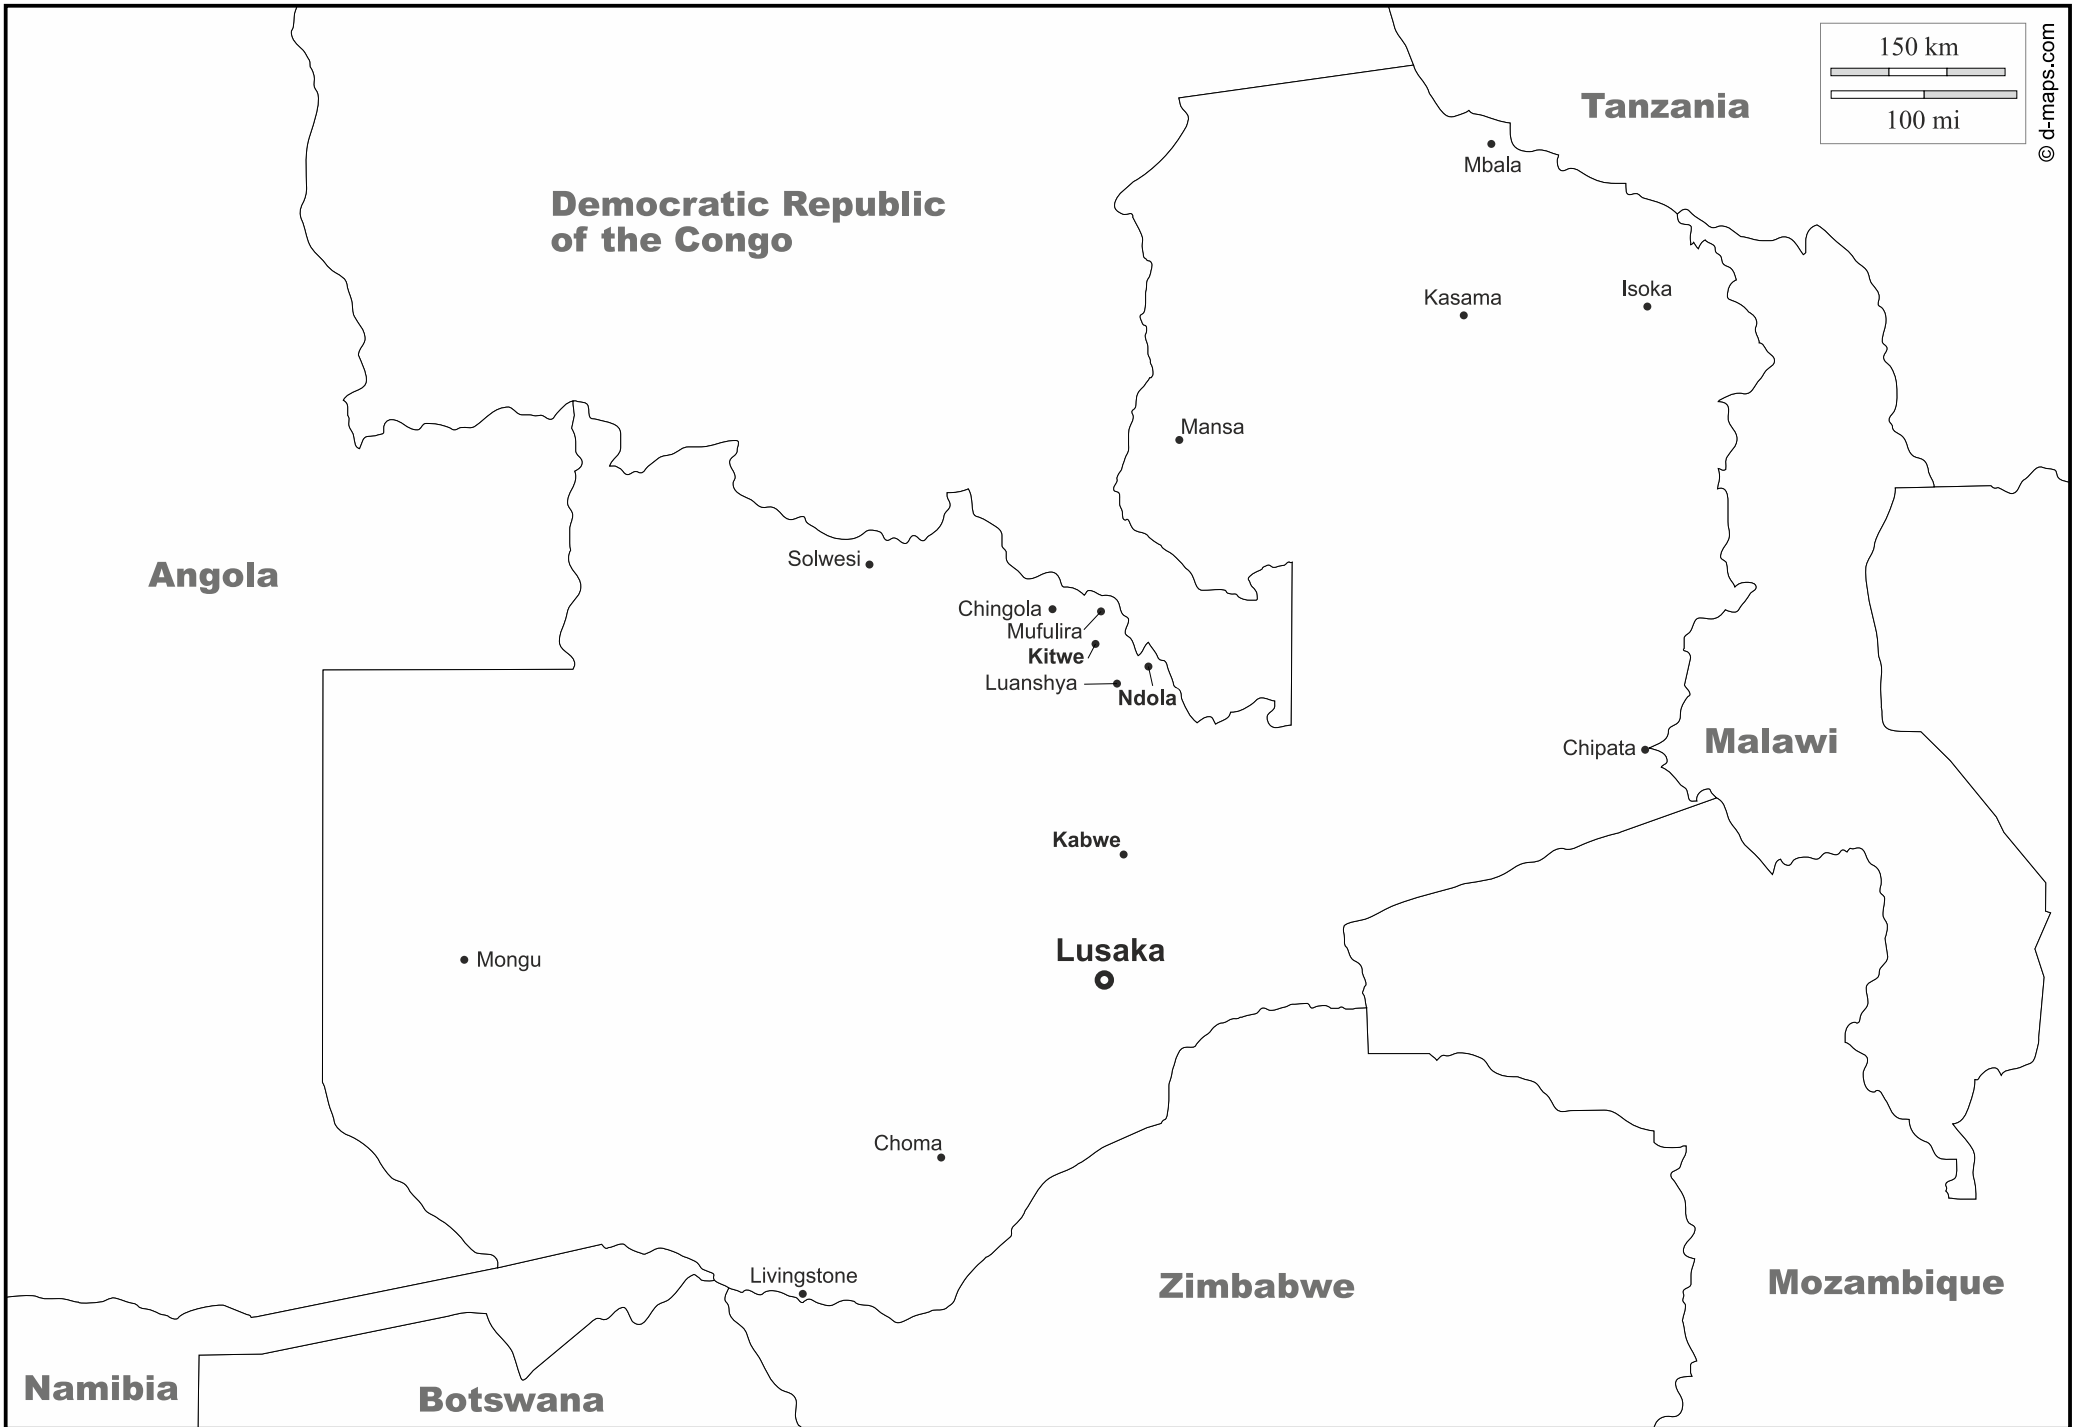 150 km
100 mi
© d-maps.com
Tanzania
Mbala
Democratic Republic
of the Congo
Kasama
Isoka
Mansa
Solwesi
Angola
Chingola
Mufulira
Kitwe
Luanshya
Ndola
Chipata
Malawi
Kabwe
Lusaka
Mongu
Choma
Livingstone
Zimbabwe
Mozambique
Namibia
Botswana